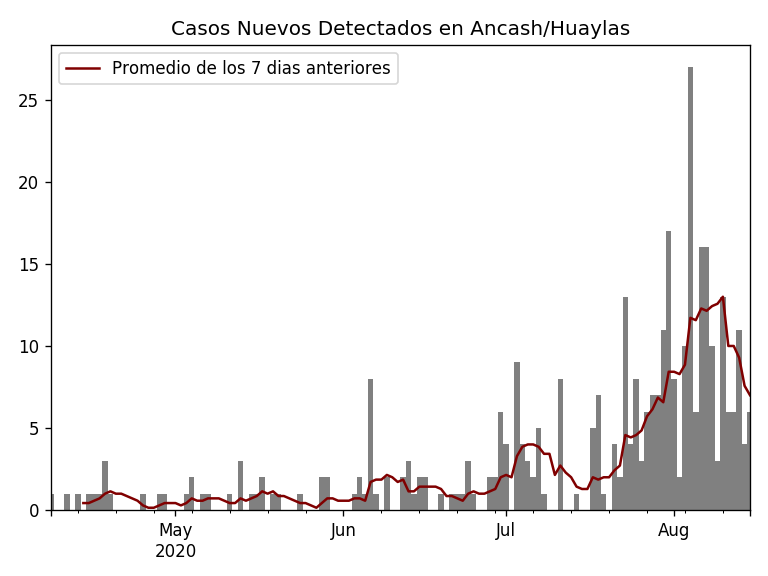 Casos Nuevos Detectados en Ancash/Huaylas
Promedio de los 7 dias anteriores
25
20
15
10
5
0
May
2020
Jun
Jul
Aug